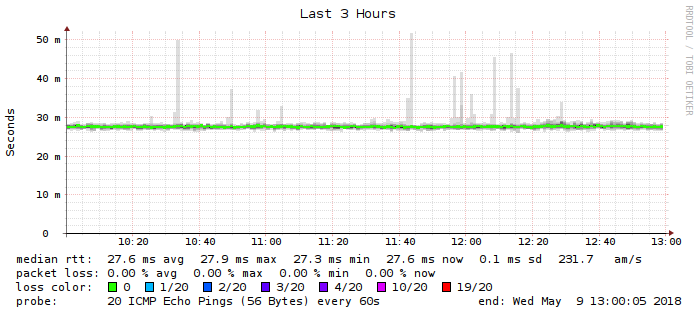 Last 3 Hours
RRDTOOL / TOBI OETIKER
Seconds
50 m
40 m
30 m
20 m
10 m
0
10:20 10:40 11:00 11:20 11:40 12:00 12:20 12:40 13:00
median rtt: 27.6 ms avg 27.9 ms max 27.3 ms min 27.6 ms now 0.1 ms sd 231.7 am/s
packet loss: 0.00 % avg 0.00 % max 0.00 % min 0.00 % now
loss color: 0 1/20 2/20 3/20 4/20 10/20 19/20
probe: 20 ICMP Echo Pings (56 Bytes) every 60s end: Wed May 9 13:00:05 2018